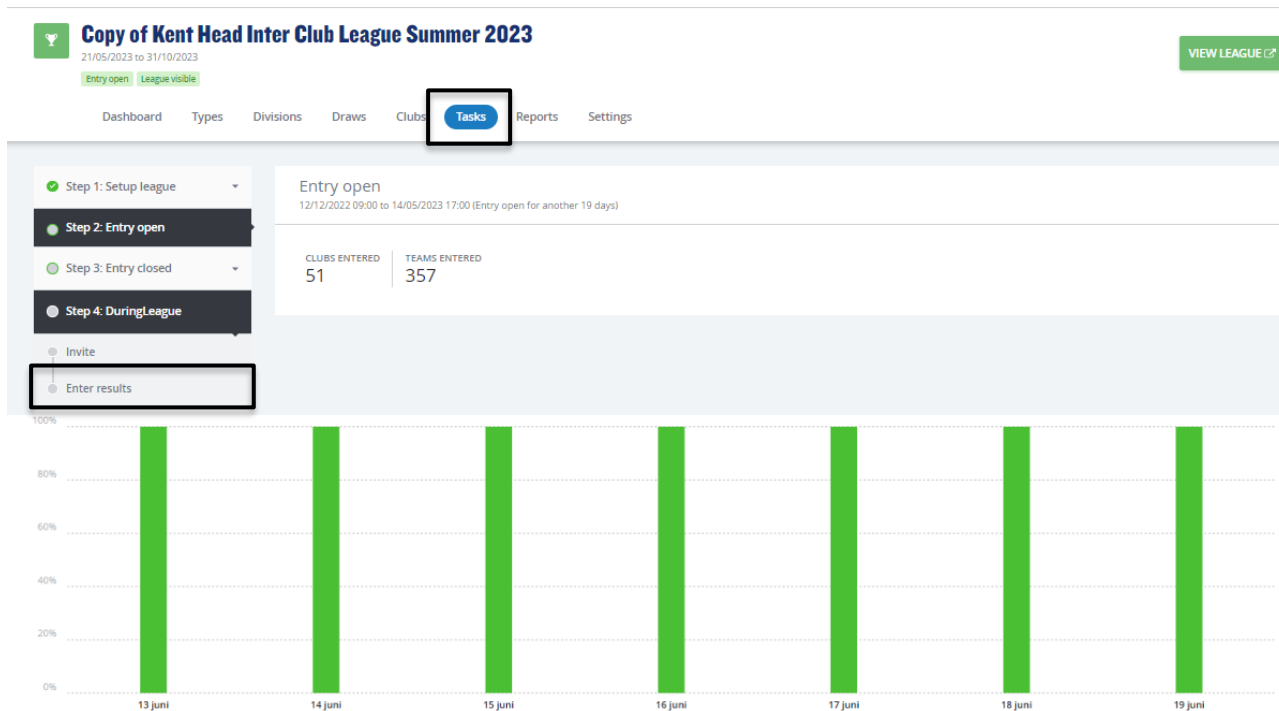 Copy of Kent Head Inter Club League Summer 2023
21/05/2023 to 31/10/2023
Entry open League visible
VIEW LEAGUE
Dashboard Types Divisions Draws Clubs Tasks Reports Settings
Step 1: Setup league
Step 2: Entry open
Step 3: Entry closed
Step 4: DuringLeague
Invite
Enter results
Entry open
12/12/2022 09:00 to 14/05/2023 17:00 (Entry open for another 19 days)
CLUBS ENTERED TEAMS ENTERED
51 357
100%
80%
60%
40%
20%
0%
13 juni 14 juni 15 juni 16 juni 17 juni 18 juni 19 juni